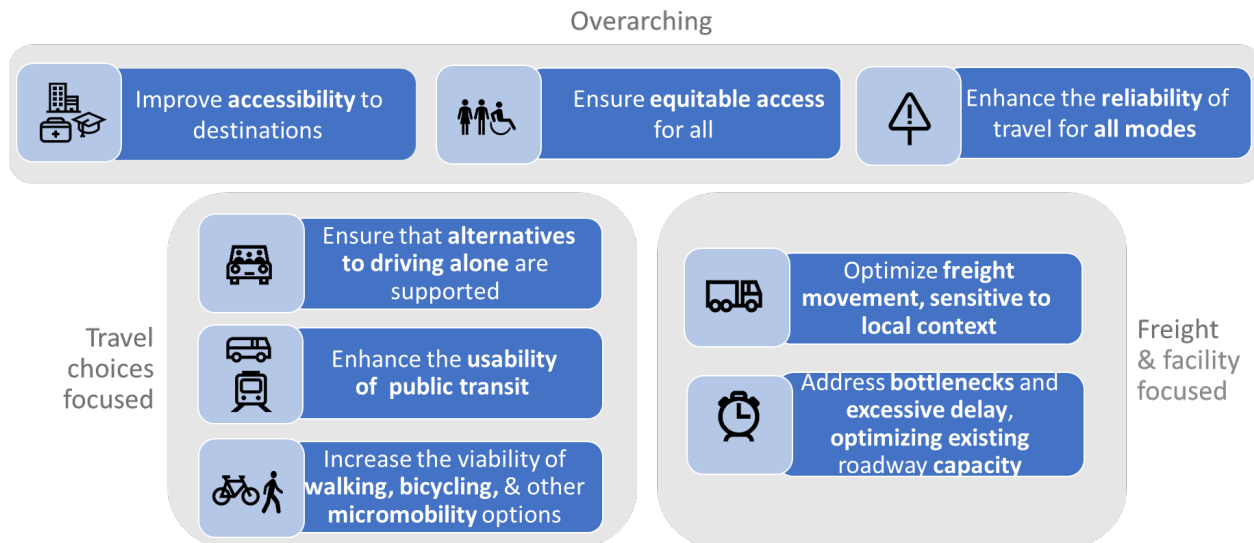 Overarching
Improve accessibility to
destinations
Ensure equitable access
for all
Enhance the reliability of
travel for all modes
Travel
choices
focused
Ensure that alternatives
to driving alone are
supported
Enhance the usability
of public transit
Increase the viability of
walking, bicycling, & other
micromobility options
Optimize freight
movement, sensitive to
local context
Address bottlenecks and
excessive delay,
optimizing existing
roadway capacity
Freight
& facility
focused